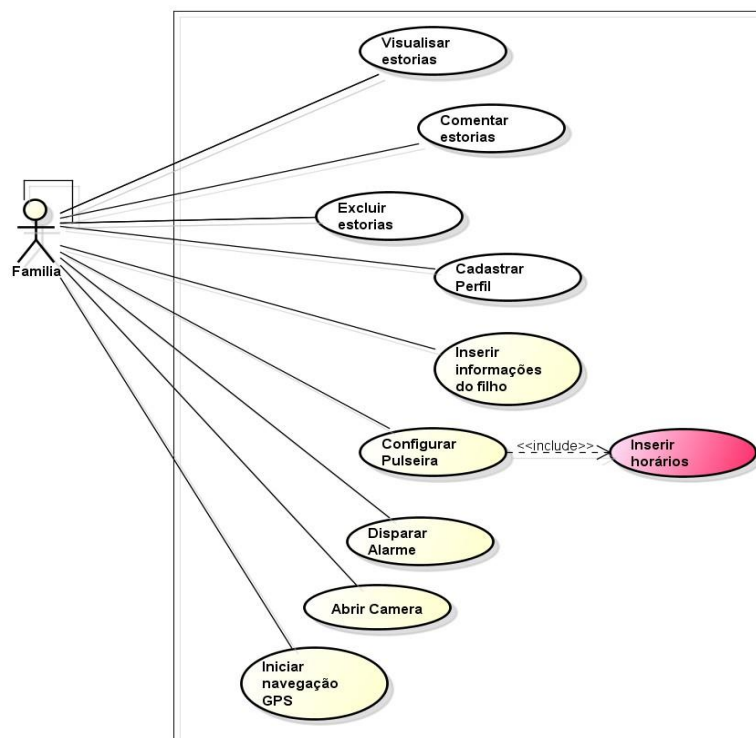 Visualisar
estorias
Comentar
estorias
Excluir
estorias
Familia
Cadastrar
Perfil
Inserir
informações
do filho
Configurar
Pulseira
<<include>>
Inserir
horários
Disparar
Alarme
Abrir Camera
Iniciar
navegação
GPS